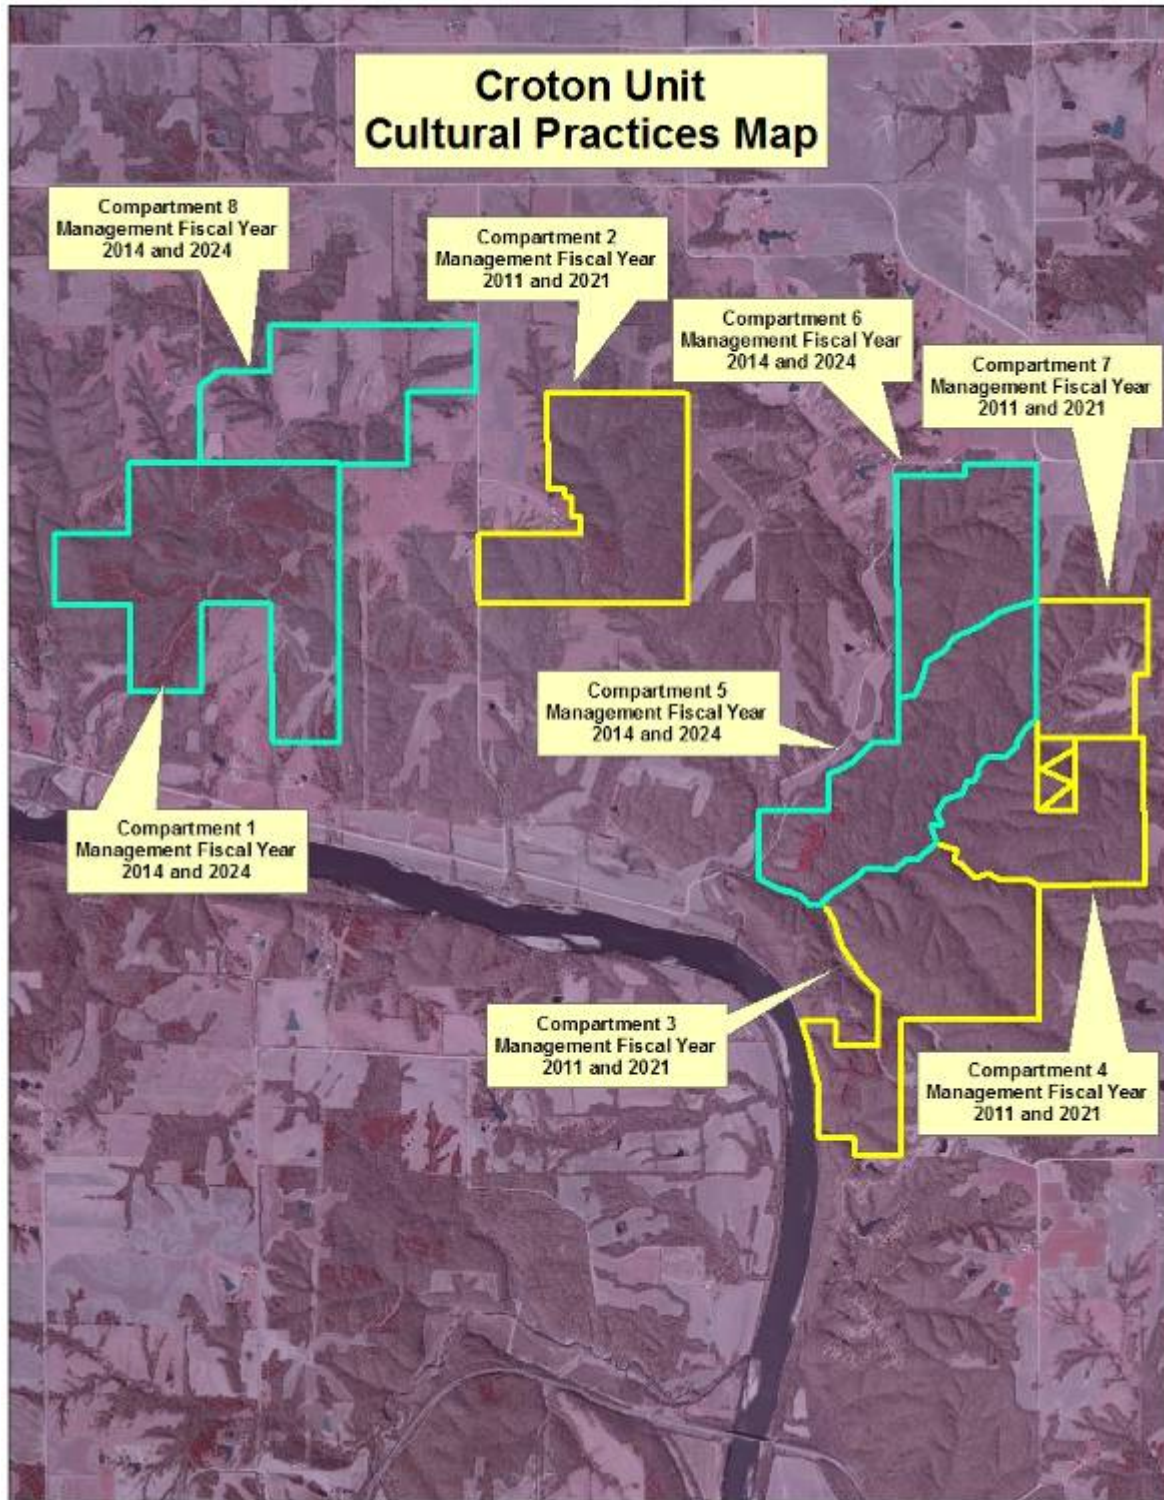 Croton Unit
Cultural Practices Map
Compartment 8
Management Fiscal Year
2014 and 2024
Compartment 2
Management Fiscal Year
2011 and 2021
Compartment 6
Management Fiscal Year
2014 and 2024
Compartment 7
Management Fiscal Year
2011 and 2021
Compartment 5
Management Fiscal Year
2014 and 2024
Compartment 1
Management Fiscal Year
2014 and 2024
Compartment 3
Management Fiscal Year
2011 and 2021
Compartment 4
Management Fiscal Year
2011 and 2021